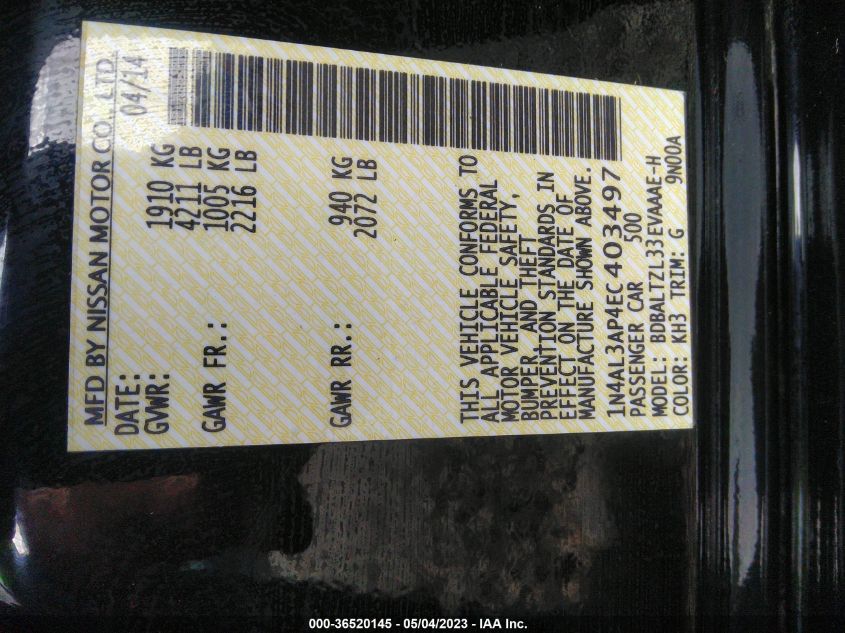 MFD BY NISSAN MOTOR CO., LTD.
DATE: 04/14
GVWR: 1910 KG
4211 LB
GAWR FR.: 1005 KG
2216 LB
GAWR RR.: 940 KG
2072 LB
THIS VEHICLE CONFORMS TO
ALL APPLICABLE FEDERAL
MOTOR VEHICLE SAFETY,
BUMPER, AND THEFT
PREVENTION STANDARDS IN
EFFECT ON THE DATE OF
MANUFACTURE SHOWN ABOVE.
1N4AL3AP4EC403497
PASSENGER CAR 500
MODEL: BDBALTZL33EVAAAE-H
COLOR: KH3 TRIM: G 9N00A
000-36520145 - 05/04/2023 - IAA Inc.